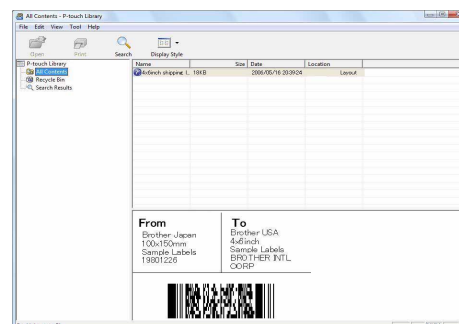 All Contents - P-touch Library
File Edit View Tool Help
Open Print Search Display Style
P-touch Library
All Contents
Recycle Bin
Search Results
Name Size Date Location
4x6inch shipping t.. 18KB 2006/05/16 20:39:24 Layout
From
Brother Japan
100x150mm
Sample Labels
19801226
To
Brother USA
4x6inch
Sample Labels
BROTHER INTL
CORP